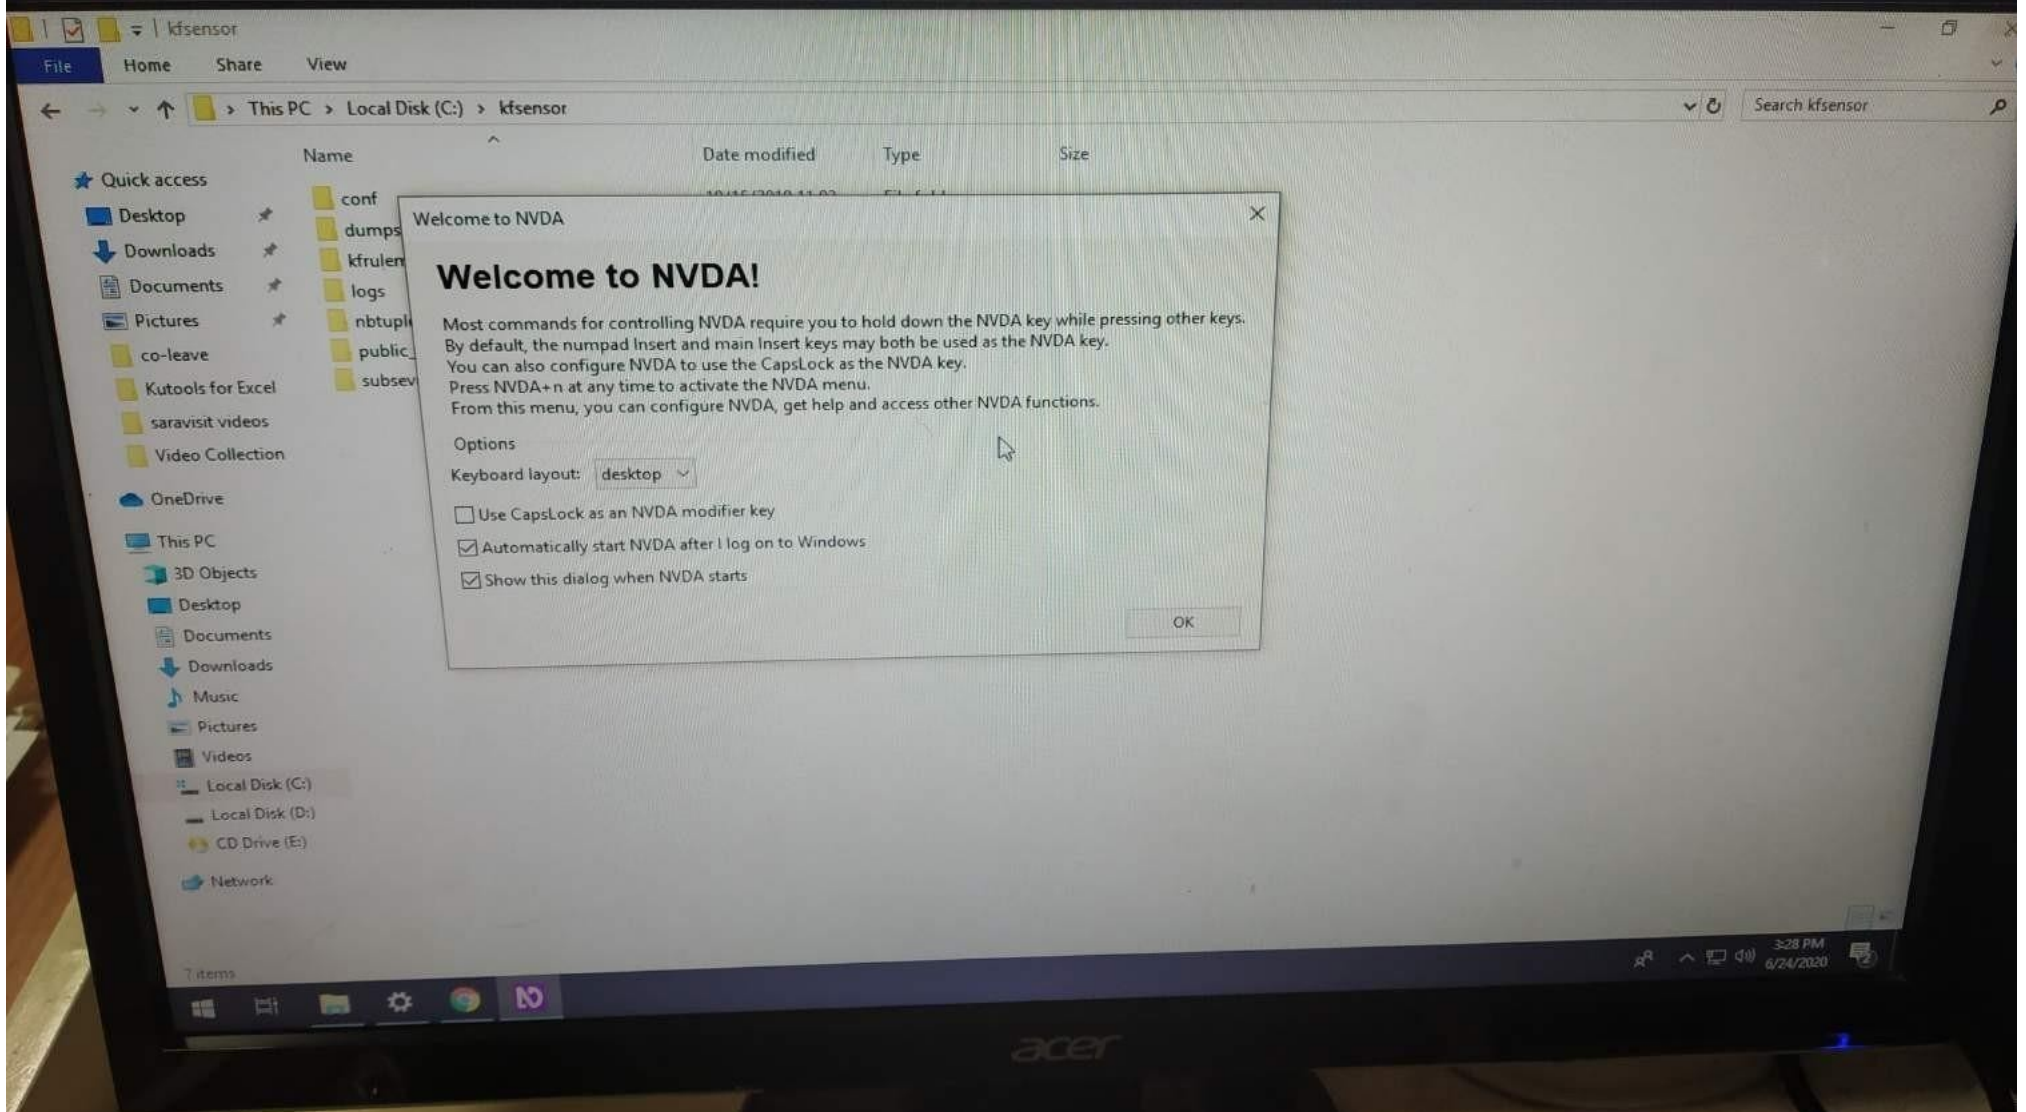 kfsensor
File Home Share View
This PC > Local Disk (C:) > kfsensor
Search kfsensor
Name Date modified Type Size
Quick access
Desktop
Downloads
Documents
Pictures
co-leave
Kutools for Excel
saravisit videos
Video Collection
OneDrive
This PC
3D Objects
Desktop
Documents
Downloads
Music
Pictures
Videos
Local Disk (C:)
Local Disk (D:)
CD Drive (E:)
Network
7 items
conf
dumps
kfrulen
logs
nbtupl
public_
subsev
Welcome to NVDA
Welcome to NVDA!
Most commands for controlling NVDA require you to hold down the NVDA key while pressing other keys.
By default, the numpad Insert and main Insert keys may both be used as the NVDA key.
You can also configure NVDA to use the CapsLock as the NVDA key.
Press NVDA+n at any time to activate the NVDA menu.
From this menu, you can configure NVDA, get help and access other NVDA functions.
Options
Keyboard layout: desktop
Use CapsLock as an NVDA modifier key
Automatically start NVDA after I log on to Windows
Show this dialog when NVDA starts
OK
3:28 PM
6/24/2020
2
acer